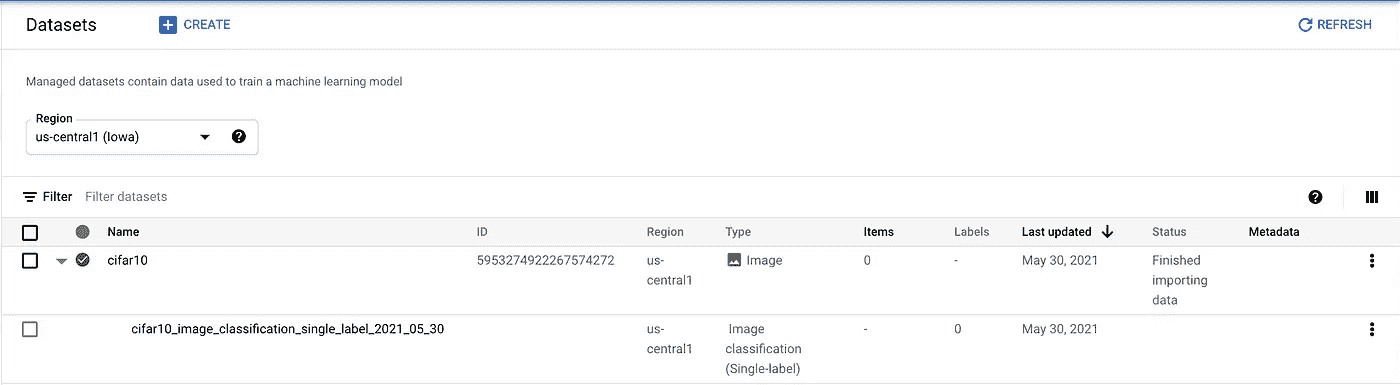 Datasets CREATE REFRESH
Managed datasets contain data used to train a machine learning model
Region
us-central1 (Iowa)
Filter Filter datasets
Name ID Region Type Items Labels Last updated Status Metadata
cifar10 5953274922267574272 us-central1 Image 0 - May 30, 2021 Finished importing data
cifar10_image_classification_single_label_2021_05_30 us-central1 Image classification (Single-label) - 0 May 30, 2021